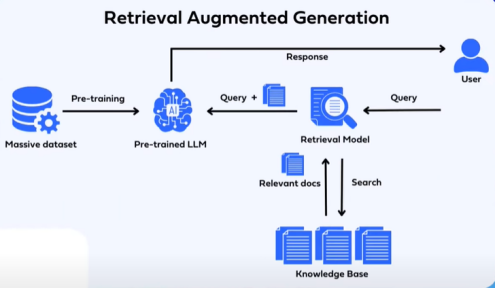 Retrieval Augmented Generation
Response
User
Pre-training
Query +
Query
AI
Massive dataset
Pre-trained LLM
Retrieval Model
Relevant docs
Search
Knowledge Base